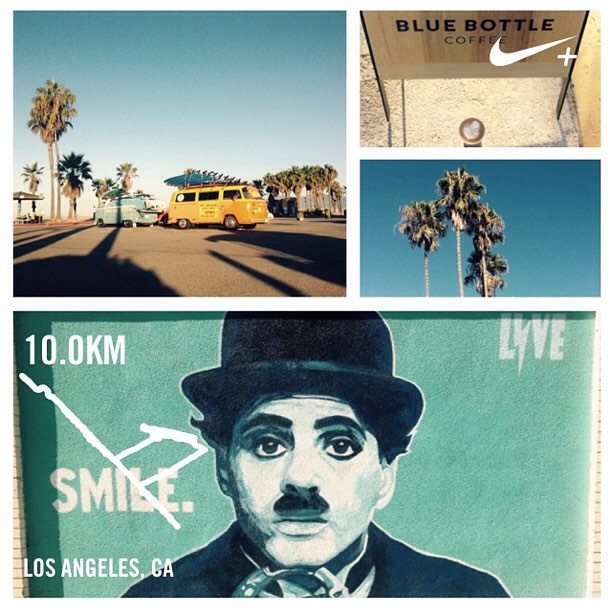 BLUE BOTTLE
COFFEE
+
10.0KM
LIVE
SMILE.
LOS ANGELES, CA